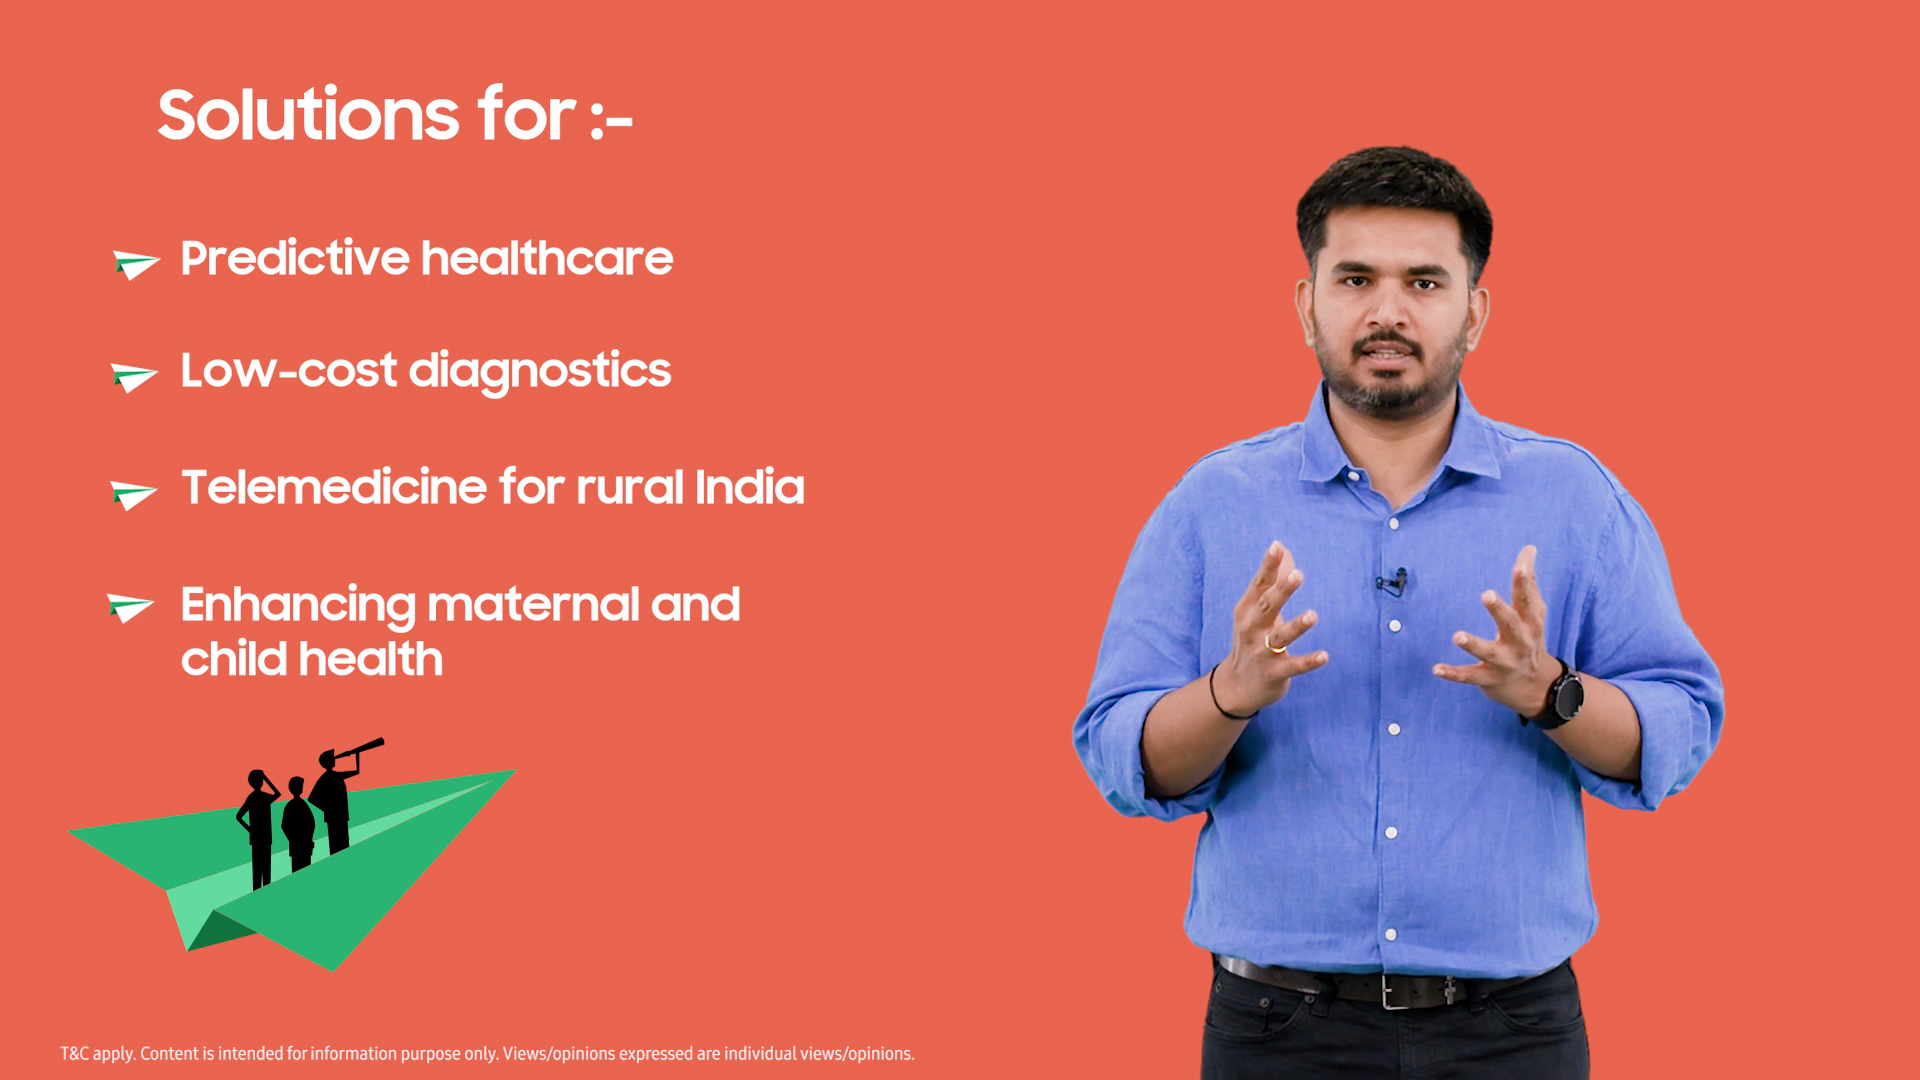 Solutions for :-
Predictive healthcare
Low-cost diagnostics
Telemedicine for rural India
Enhancing maternal and
child health
T&C apply. Content is intended for information purpose only. Views/opinions expressed are individual views/opinions.